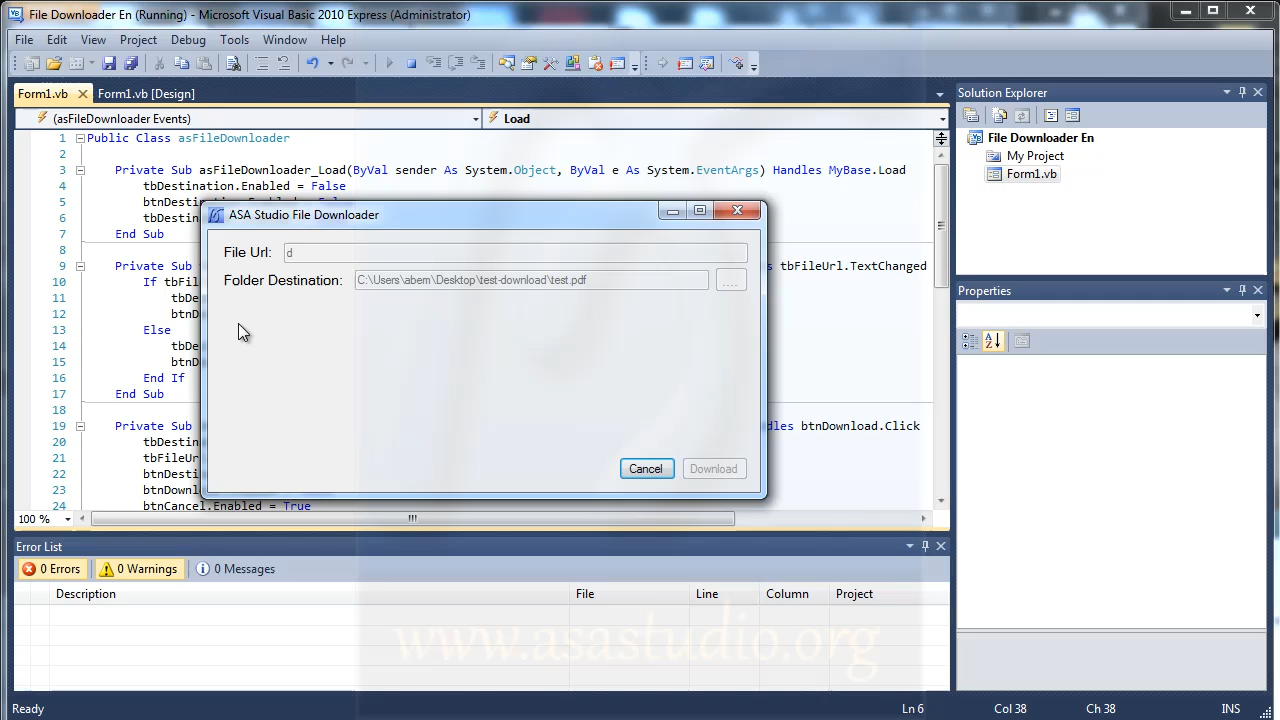 File Downloader En (Running) - Microsoft Visual Basic 2010 Express (Administrator)
File Edit View Project Debug Tools Window Help
Form1.vb Form1.vb [Design]
(asFileDownloader Events) Load
1 Public Class asFileDownloader
2
3 Private Sub asFileDownloader_Load(ByVal sender As System.Object, ByVal e As System.EventArgs) Handles MyBase.Load
4 tbDestination.Enabled = False
5
6 tbDest
7 End Sub
8
9 Private Sub s tbFileUrl.TextChanged
10 If tbFil
11 tbDe
12 btnD
13 Else
14 tbDe
15 btnD
16 End If
17 End Sub
18
19 Private Sub dles btnDownload.Click
20 tbDestin
21 tbFileUr
22 btnDesti
23 btnDownl
24 btnCancel.Enabled = True
100 %
ASA Studio File Downloader
File Url: d
Folder Destination: C:\Users\abem\Desktop\test-download\test.pdf ....
Cancel Download
Solution Explorer
File Downloader En
My Project
Form1.vb
Properties
Error List
0 Errors 0 Warnings 0 Messages
Description File Line Column Project
www.asastudio.org
Ready Ln 6 Col 38 Ch 38 INS